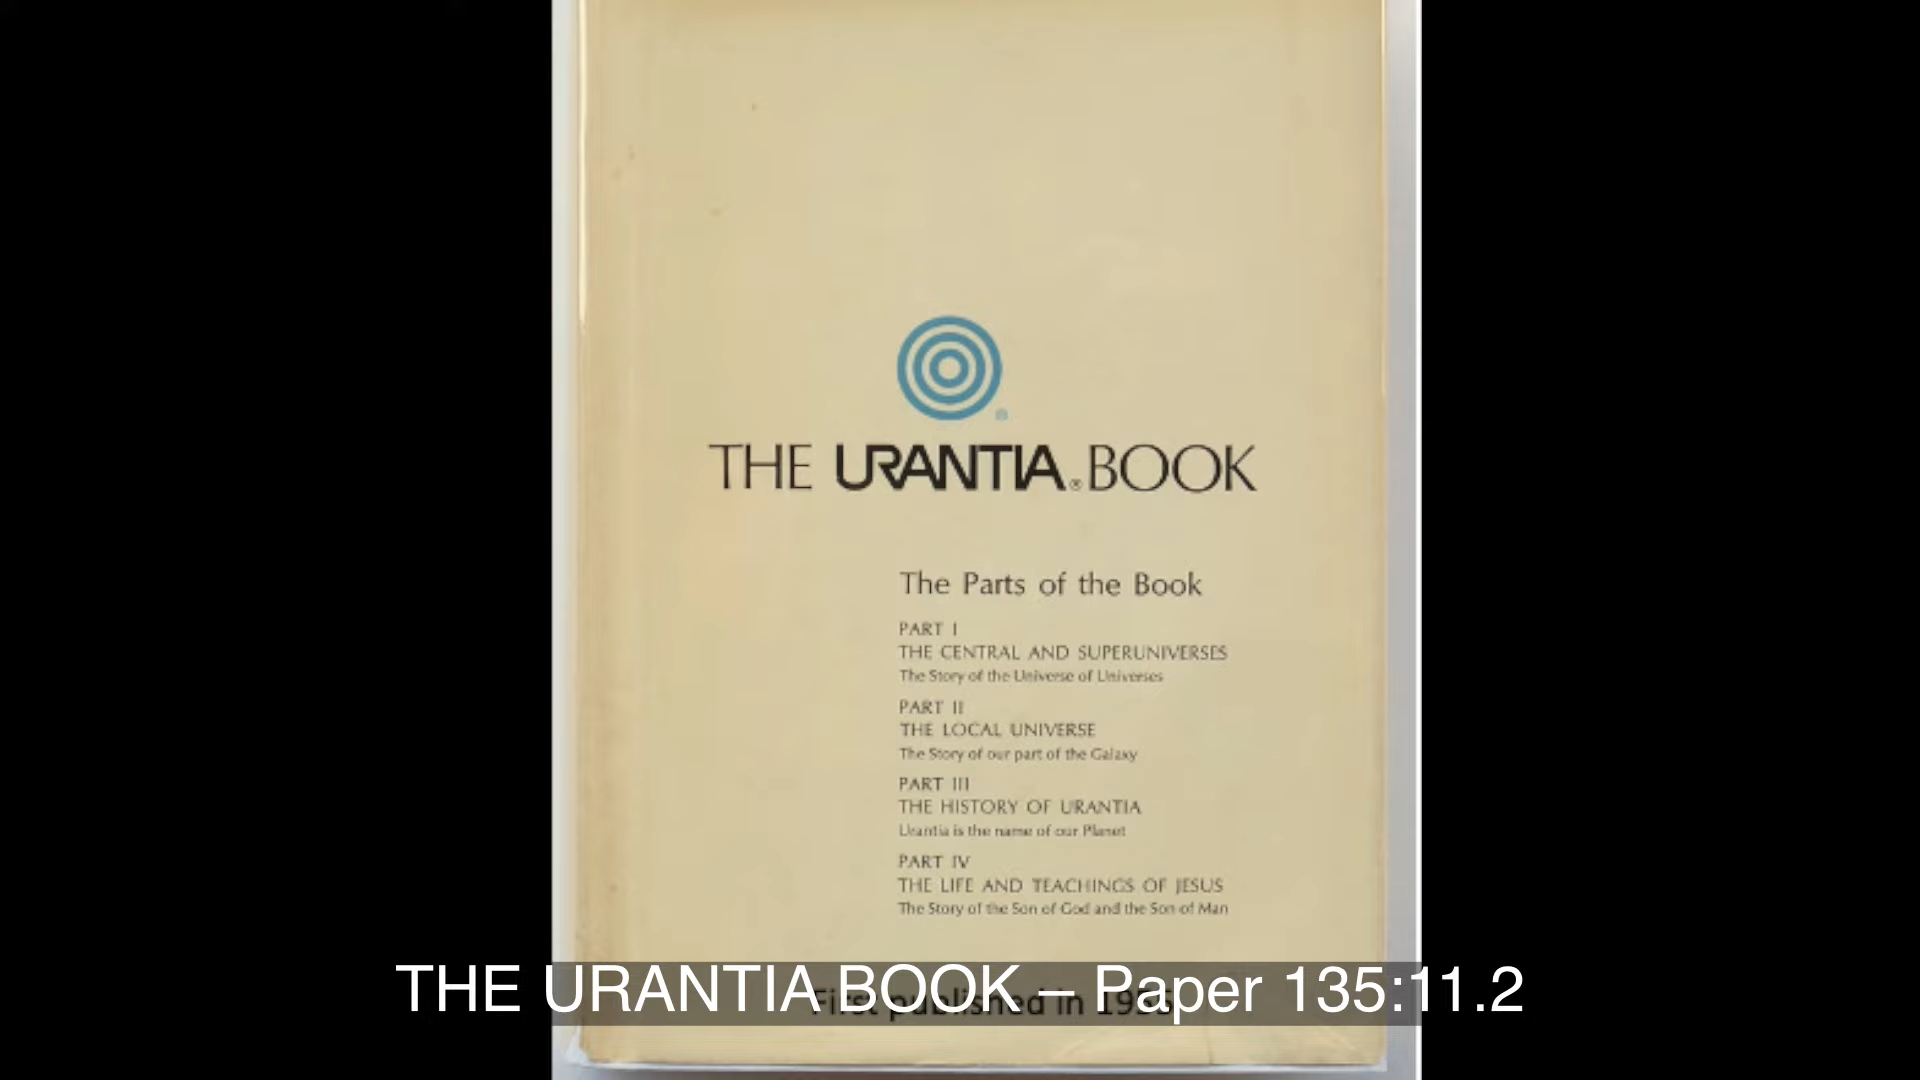 THE URANTIA® BOOK
The Parts of the Book
PART I
THE CENTRAL AND SUPERUNIVERSES
The Story of the Universe of Universes
PART II
THE LOCAL UNIVERSE
The Story of our part of the Galaxy
PART III
THE HISTORY OF URANTIA
Urantia is the name of our Planet
PART IV
THE LIFE AND TEACHINGS OF JESUS
The Story of the Son of God and the Son of Man
First published in
THE URANTIA BOOK – Paper 135:11.2